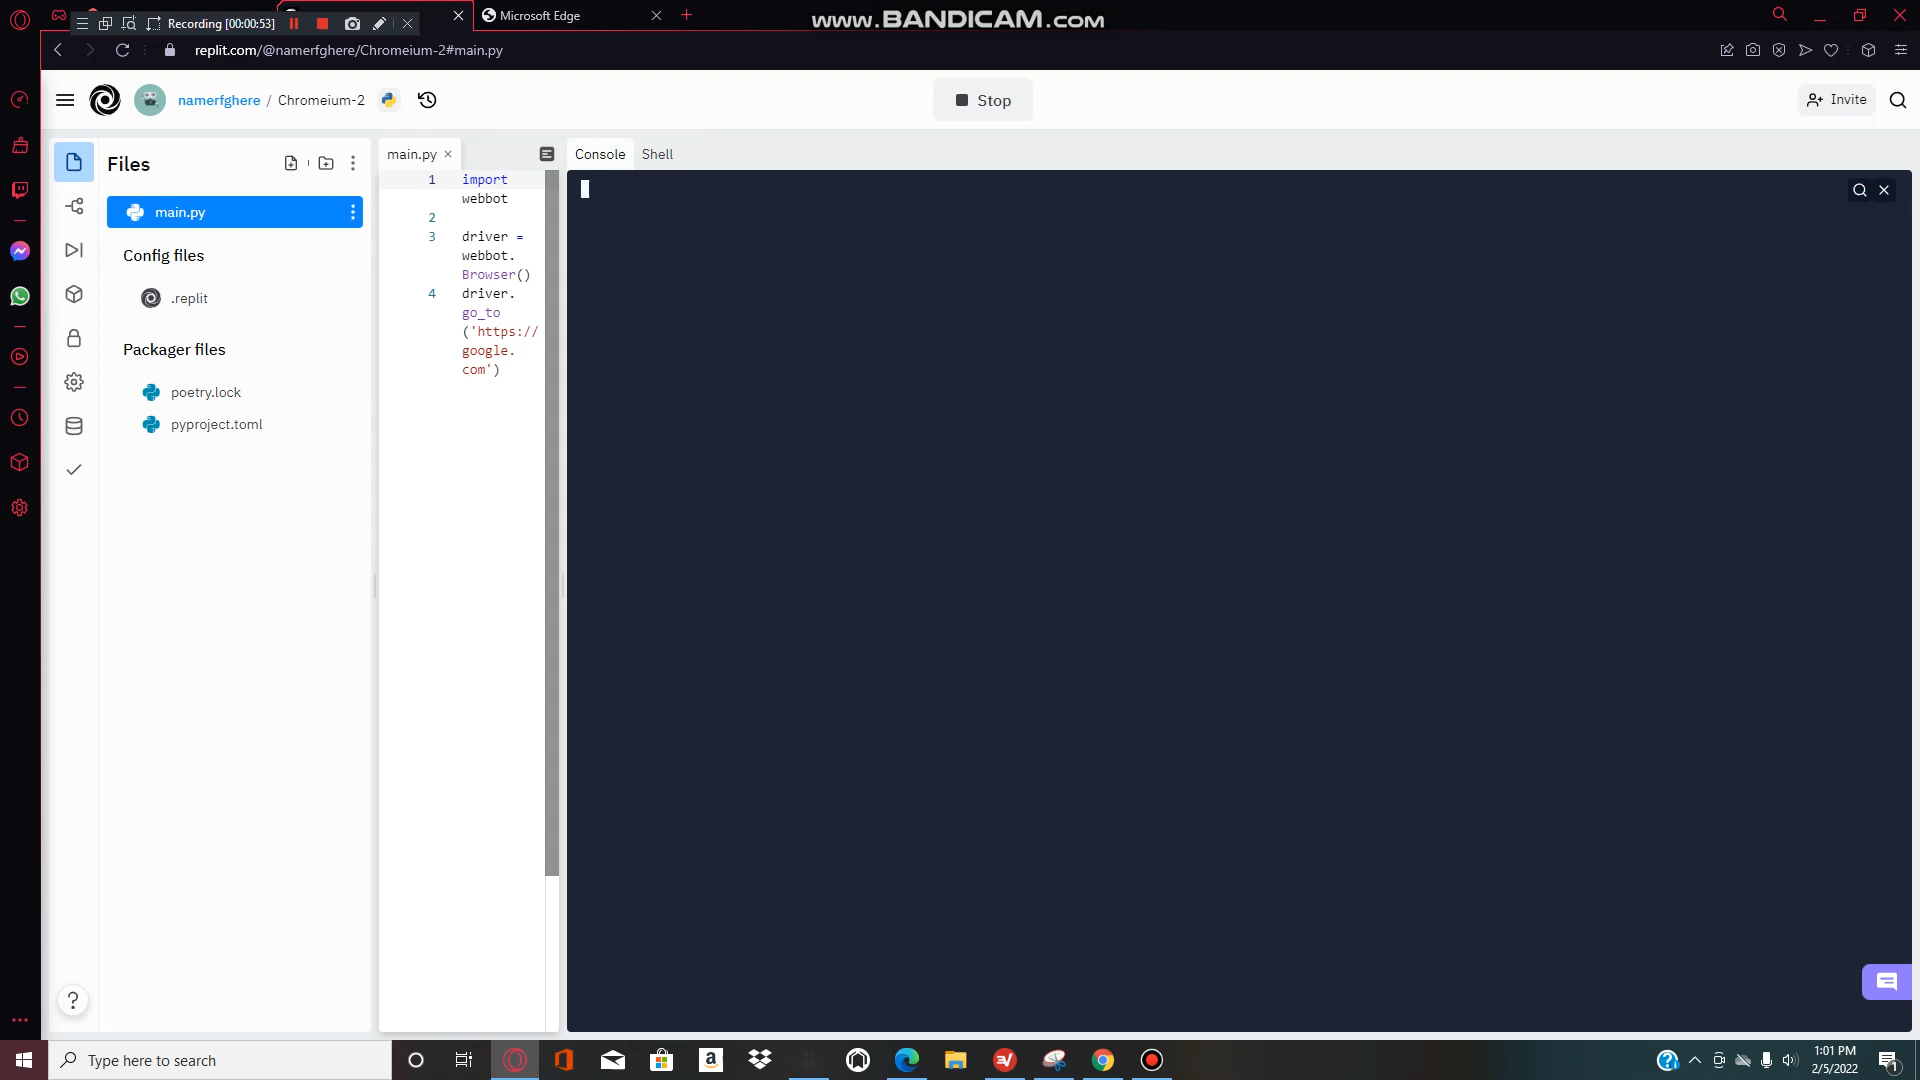 Recording [00:00:53]
Microsoft Edge
www.BANDICAM.com
replit.com/@namerfghere/Chromeium-2#main.py
namerfghere / Chromeium-2
Stop
Invite
Files
main.py
Config files
.replit
Packager files
poetry.lock
pyproject.toml
main.py
1 import
webbot
2
3 driver =
webbot.
Browser()
4 driver.
go_to
('https://
google.
com')
Console
Shell
?
Type here to search
1:01 PM
2/5/2022
1